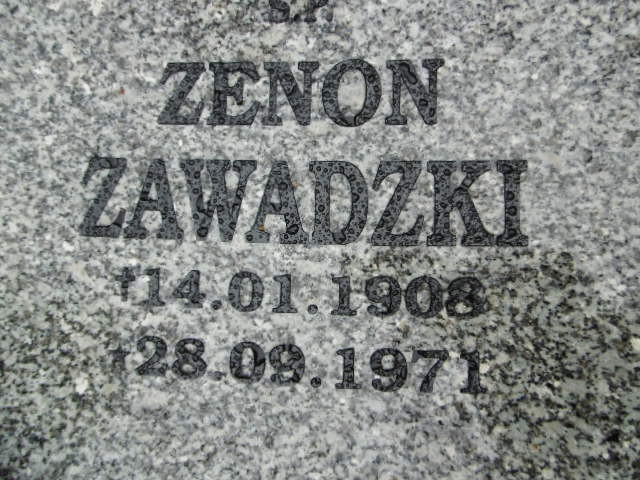 Ś.P.
ZENON
ZAWADZKI
14.01.1908
28.09.1971